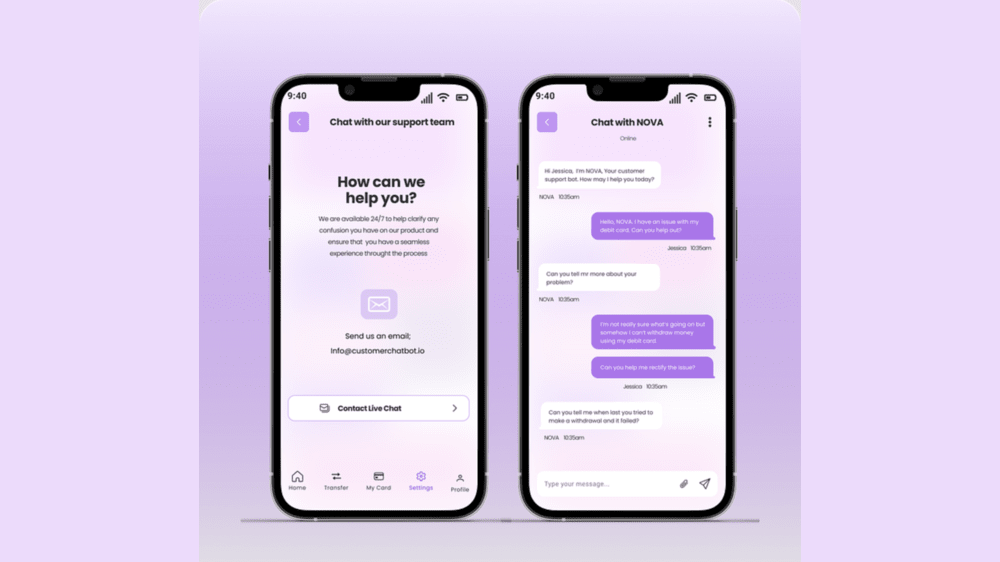 9:40
Chat with our support team
How can we
help you?
We are available 24/7 to help clarify any
confusion you have on our product and
ensure that you have a seamless
experience throught the process
Send us an email;
Info@customerchatbot.io
Contact Live Chat
Home
Transfer
My Card
Settings
Profile
9:40
Chat with NOVA
Online
Hi Jessica, I'm NOVA, Your customer
support bot. How may I help you today?
NOVA 10:35am
Hello, NOVA. I have an issue with my
debit card, Can you help out?
Jessica 10:35am
Can you tell mr more about your
problem?
NOVA 10:35am
I'm not really sure what's going on but
somehow I can't withdraw money
using my debit card
Can you help me rectify the issue?
Jessica 10:35am
Can you tell me when last you tried to
make a withdrawal and it failed?
NOVA 10:35am
Type your message...